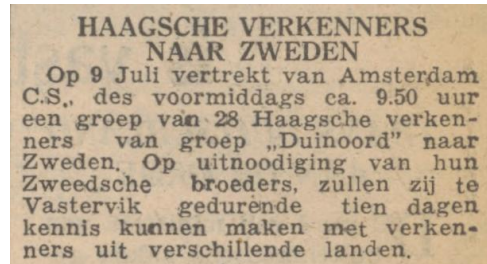 HAAGSCHE VERKENNERS
NAAR ZWEDEN
Op 9 Juli vertrekt van Amsterdam
C.S., des voormiddags ca. 9.50 uur
een groep van 28 Haagsche verken-
ners van groep „Duinoord” naar
Zweden. Op uitnoodiging van hun
Zweedsche broeders, zullen zij te
Vastervik gedurende tien dagen
kennis kunnen maken met verken-
ners uit verschillende landen.